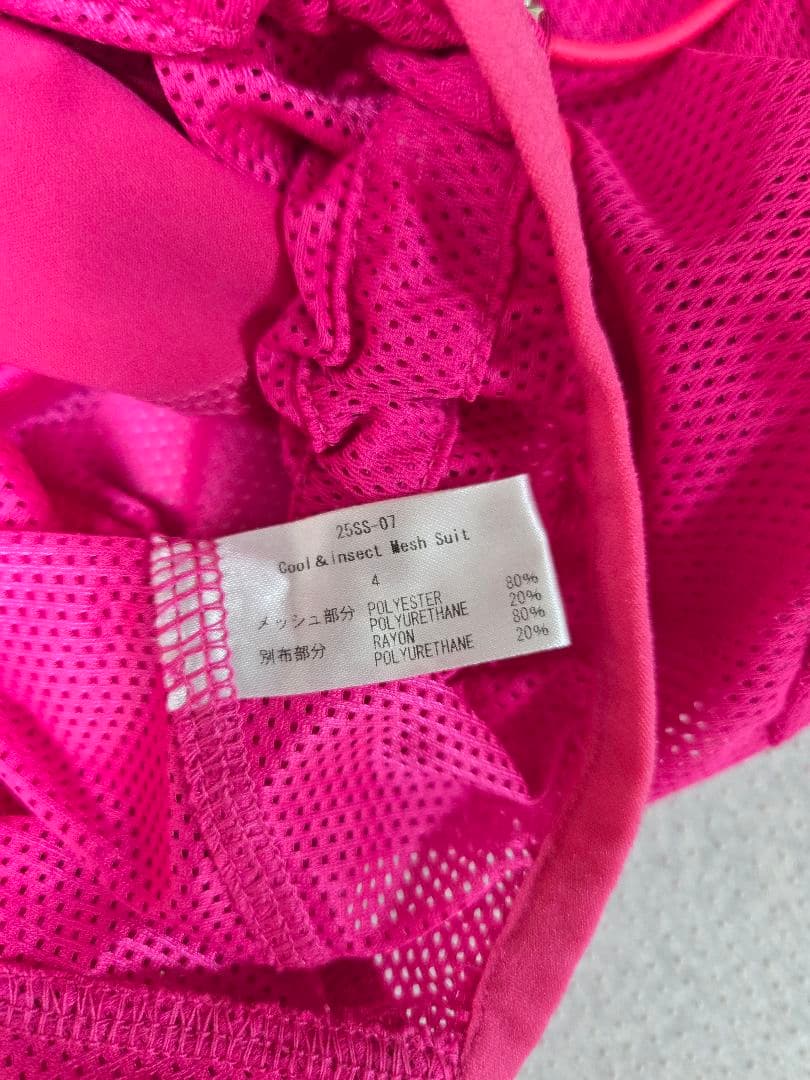 25SS-07
Cool&insect Mesh Suit
4
メッシュ部分 POLYESTER 80%
POLYURETHANE 20%
別布部分 RAYON 80%
POLYURETHANE 20%